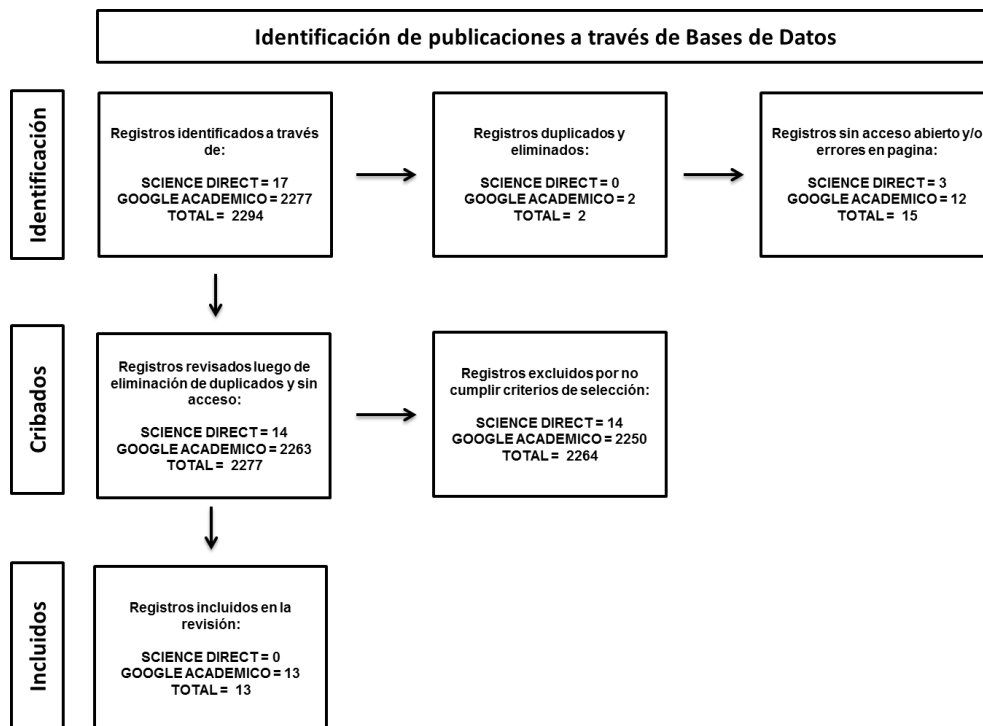 Identificación de publicaciones a través de Bases de Datos
Identificación
Registros identificados a través
de:
SCIENCE DIRECT = 17
GOOGLE ACADEMICO = 2277
TOTAL = 2294
Registros duplicados y
eliminados:
SCIENCE DIRECT = 0
GOOGLE ACADEMICO = 2
TOTAL = 2
Registros sin acceso abierto y/o
errores en pagina:
SCIENCE DIRECT = 3
GOOGLE ACADEMICO = 12
TOTAL = 15
Cribados
Registros revisados luego de
eliminación de duplicados y sin
acceso:
SCIENCE DIRECT = 14
GOOGLE ACADEMICO = 2263
TOTAL = 2277
Registros excluidos por no
cumplir criterios de selección:
SCIENCE DIRECT = 14
GOOGLE ACADEMICO = 2250
TOTAL = 2264
Incluidos
Registros incluidos en la
revisión:
SCIENCE DIRECT = 0
GOOGLE ACADEMICO = 13
TOTAL = 13